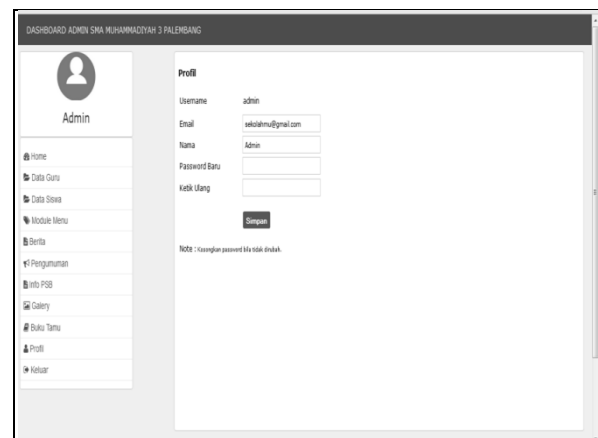 DASHBOARD ADMIN SMA MUHAMMADIYAH 3 PALEMBANG
Admin
Home
Data Guru
Data Siswa
Module Menu
Berita
Pengumuman
Info PSB
Galery
Buku Tamu
Profil
Keluar
Profil
Username admin
Email sekolahmu@gmail.com
Nama Admin
Password Baru
Ketik Ulang
Simpan
Note : Kosongkan password bila tidak dirubah.